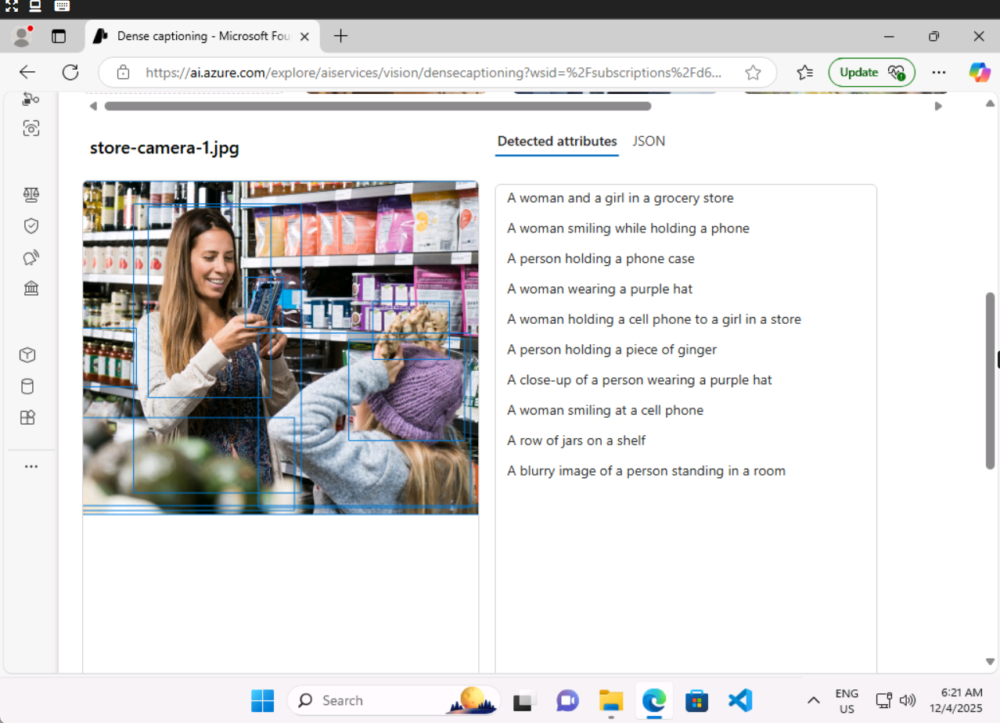 Dense captioning - Microsoft Fou
https://ai.azure.com/explore/aiservices/vision/densecaptioning?wsid=%2Fsubscriptions%2Fd6...
Update
store-camera-1.jpg
Detected attributes
JSON
A woman and a girl in a grocery store
A woman smiling while holding a phone
A person holding a phone case
A woman wearing a purple hat
A woman holding a cell phone to a girl in a store
A person holding a piece of ginger
A close-up of a person wearing a purple hat
A woman smiling at a cell phone
A row of jars on a shelf
A blurry image of a person standing in a room
Search
ENG
US
6:21 AM
12/4/2025